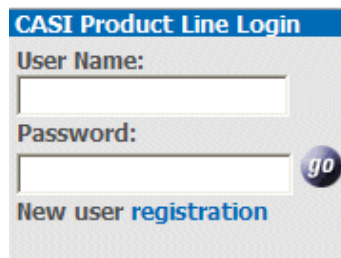 CASI Product Line Login
User Name:
Password:
go
New user registration